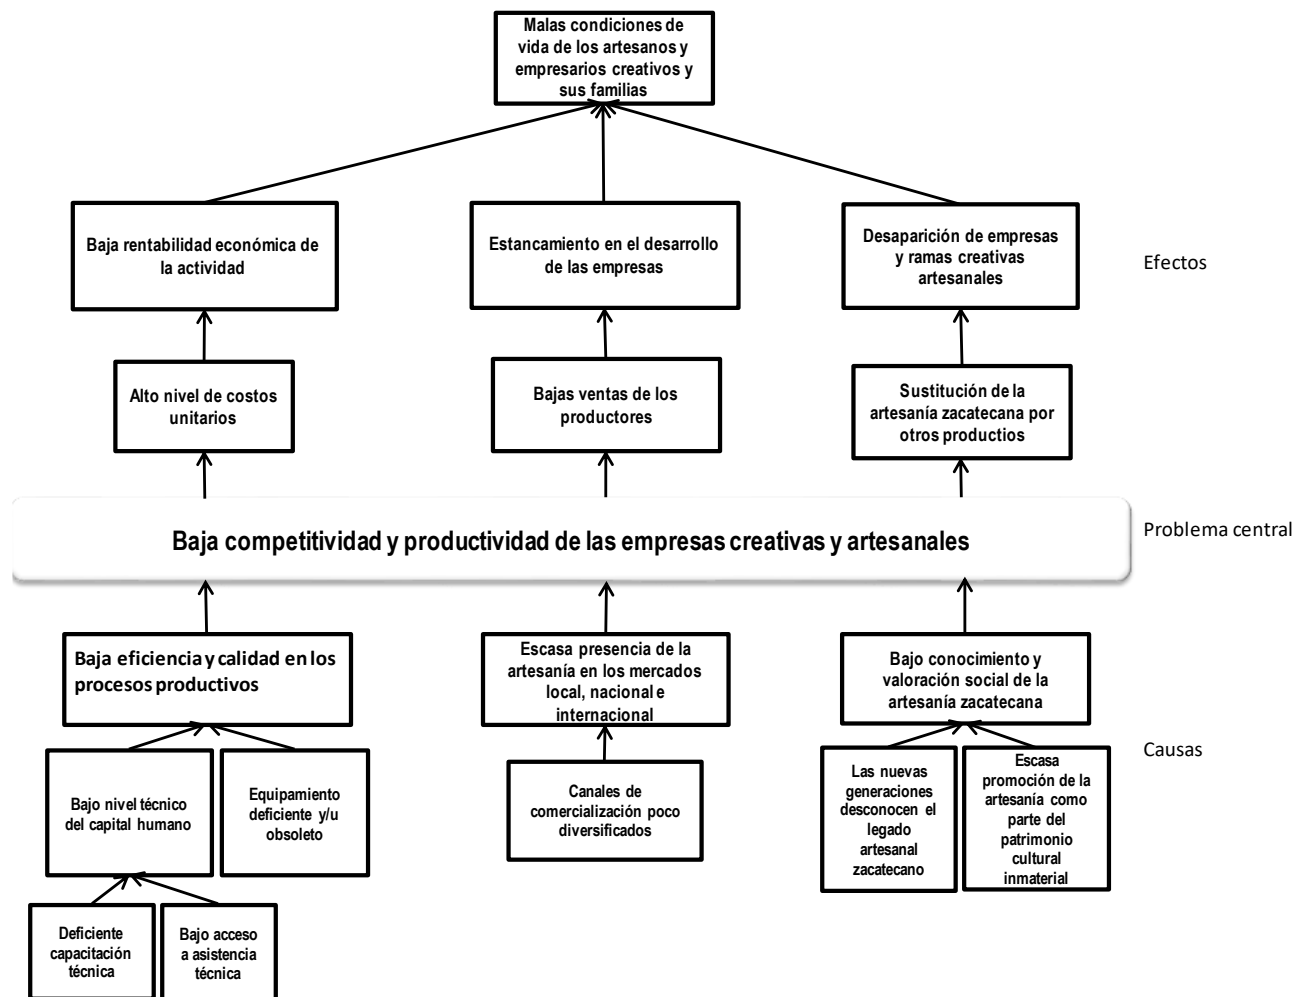 Malas condiciones de
vida de los artesanos y
empresarios creativos y
sus familias
Baja rentabilidad económica de
la actividad
Estancamiento en el desarrollo
de las empresas
Desaparición de empresas
y ramas creativas
artesanales
Efectos
Alto nivel de costos
unitarios
Bajas ventas de los
productores
Sustitución de la
artesanía zacatecana por
otros productios
Baja competitividad y productividad de las empresas creativas y artesanales
Problema central
Baja eficiencia y calidad en los
procesos productivos
Escasa presencia de la
artesanía en los mercados
local, nacional e
internacional
Bajo conocimiento y
valoración social de la
artesanía zacatecana
Causas
Bajo nivel técnico
del capital humano
Equipamiento
deficiente y/u
obsoleto
Canales de
comercialización poco
diversificados
Las nuevas
generaciones
desconocen el
legado
artesanal
zacatecano
Escasa
promoción de la
artesanía como
parte del
patrimonio
cultural
inmaterial
Deficiente
capacitación
técnica
Bajo acceso
a asistencia
técnica